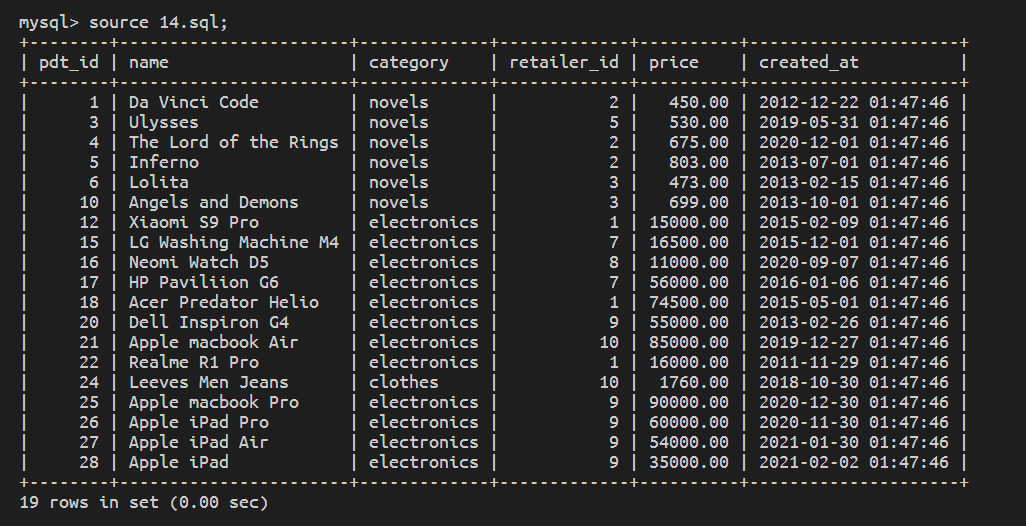 mysql> source 14.sql;
+--------+-----------------------+-------------+-------------+----------+---------------------+
| pdt_id | name                  | category    | retailer_id | price    | created_at          |
+--------+-----------------------+-------------+-------------+----------+---------------------+
|      1 | Da Vinci Code         | novels      |           2 |   450.00 | 2012-12-22 01:47:46 |
|      3 | Ulysses               | novels      |           5 |   530.00 | 2019-05-31 01:47:46 |
|      4 | The Lord of the Rings | novels      |           2 |   675.00 | 2020-12-01 01:47:46 |
|      5 | Inferno               | novels      |           2 |   803.00 | 2013-07-01 01:47:46 |
|      6 | Lolita                | novels      |           3 |   473.00 | 2013-02-15 01:47:46 |
|     10 | Angels and Demons     | novels      |           3 |   699.00 | 2013-10-01 01:47:46 |
|     12 | Xiaomi S9 Pro         | electronics |           1 | 15000.00 | 2015-02-09 01:47:46 |
|     15 | LG Washing Machine M4 | electronics |           7 | 16500.00 | 2015-12-01 01:47:46 |
|     16 | Neomi Watch D5        | electronics |           8 | 11000.00 | 2020-09-07 01:47:46 |
|     17 | HP Paviliion G6       | electronics |           7 | 56000.00 | 2016-01-06 01:47:46 |
|     18 | Acer Predator Helio   | electronics |           1 | 74500.00 | 2015-05-01 01:47:46 |
|     20 | Dell Inspiron G4      | electronics |           9 | 55000.00 | 2013-02-26 01:47:46 |
|     21 | Apple macbook Air     | electronics |          10 | 85000.00 | 2019-12-27 01:47:46 |
|     22 | Realme R1 Pro         | electronics |           1 | 16000.00 | 2011-11-29 01:47:46 |
|     24 | Leeves Men Jeans      | clothes     |          10 |  1760.00 | 2018-10-30 01:47:46 |
|     25 | Apple macbook Pro     | electronics |           9 | 90000.00 | 2020-12-30 01:47:46 |
|     26 | Apple iPad Pro        | electronics |           9 | 60000.00 | 2020-11-30 01:47:46 |
|     27 | Apple iPad Air        | electronics |           9 | 54000.00 | 2021-01-30 01:47:46 |
|     28 | Apple iPad            | electronics |           9 | 35000.00 | 2021-02-02 01:47:46 |
+--------+-----------------------+-------------+-------------+----------+---------------------+
19 rows in set (0.00 sec)